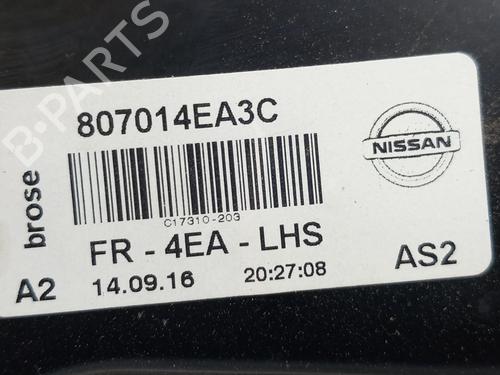 B-PARTS
807014EA3C
NISSAN
brose
C17310-203
FR - 4EA - LHS
A2
14.09.16
20:27:08
AS2